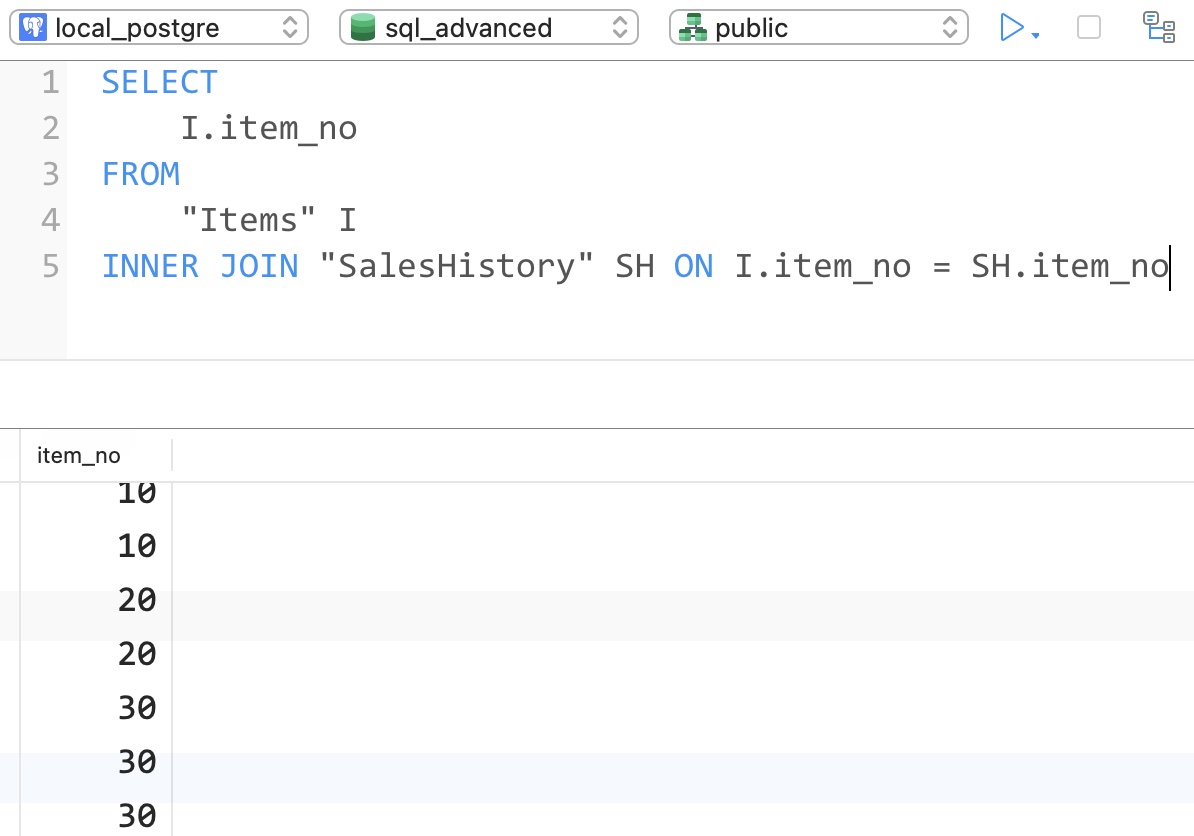 local_postgre sql_advanced public
1 SELECT
2 I.item_no
3 FROM
4 "Items" I
5 INNER JOIN "SalesHistory" SH ON I.item_no = SH.item_no
item_no
10
10
20
20
30
30
30